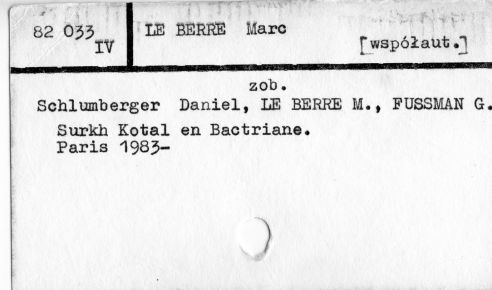 82 033 LE BERRE Marc
IV [współaut.]
zob.
Schlumberger Daniel, LE BERRE M., FUSSMAN G.
Surkh Kotal en Bactriane.
Paris 1983-